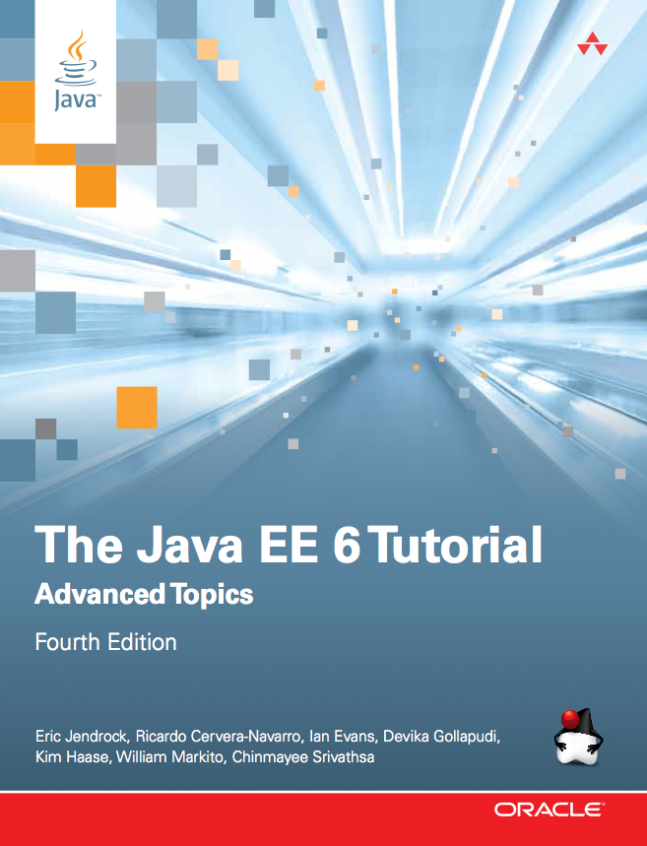 Java™
The Java EE 6 Tutorial
Advanced Topics
Fourth Edition
Eric Jendrock, Ricardo Cervera-Navarro, Ian Evans, Devika Gollapudi,
Kim Haase, William Markito, Chinmayee Srivathsa
ORACLE®